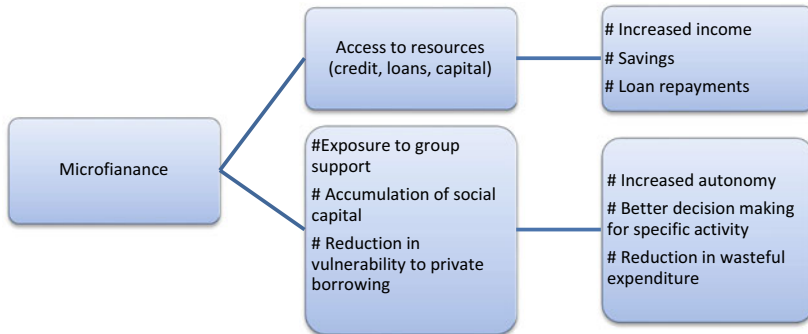 Microfianance
Access to resources
(credit, loans, capital)
# Increased income
# Savings
# Loan repayments
#Exposure to group
support
# Accumulation of social
capital
# Reduction in
vulnerability to private
borrowing
# Increased autonomy
# Better decision making
for specific activity
# Reduction in wasteful
expenditure